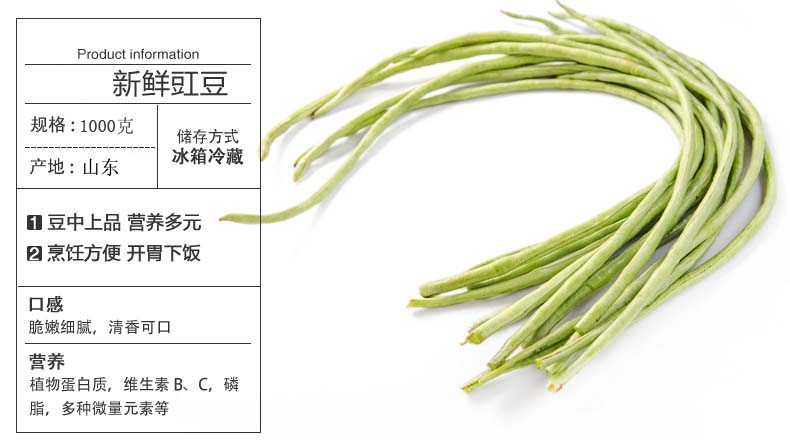 Product information
新鲜豇豆
规格：1000克
产地：山东
储存方式
冰箱冷藏
1 豆中上品 营养多元
2 烹饪方便 开胃下饭
口感
脆嫩细腻，清香可口
营养
植物蛋白质，维生素 B、C，磷
脂，多种微量元素等